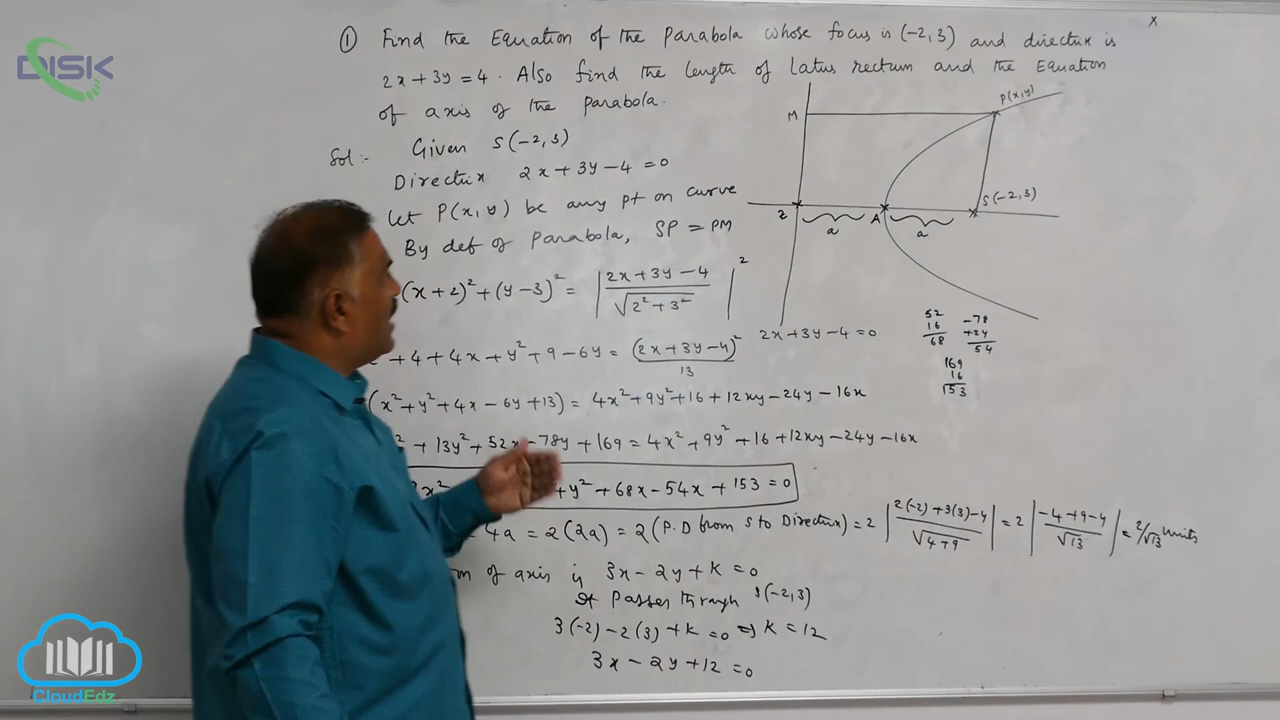 DISK
x
① Find the Equation of the Parabola whose focus is (-2,3) and directrix is
2x+3y=4. Also find the length of Latus rectum and the Equation
of axis of the parabola.
Sol:- Given S(-2,3)
Directrix 2x+3y-4=0
Let P(x,y) be any pt on curve
By def of Parabola, SP = PM
(x+2)²+(y-3)² = |2x+3y-4/√2²+3²|²
+4+4x+y²+9-6y = (2x+3y-4)²/13
(x²+y²+4x-6y+13) = 4x²+9y²+16+12xy-24y-16x
²+13y²+52x-78y+169 = 4x²+9y²+16+12xy-24y-16x
x² +y²+68x-54x+153=0
= 4a = 2(2a) = 2(P.D from S to Directrix) = 2|2(-2)+3(3)-4/√4+9| = 2|-4+9-4/√13| = 2/√13 units
of axis is 3x-2y+k=0
It Passes through S(-2,3)
3(-2)-2(3)+k=0 ⇒ k=12
3x-2y+12=0
M
P(x,y)
S(-2,3)
Z
A
a
a
2x+3y-4=0
52
16
68
-78
+24
54
169
16
153
CloudEdz